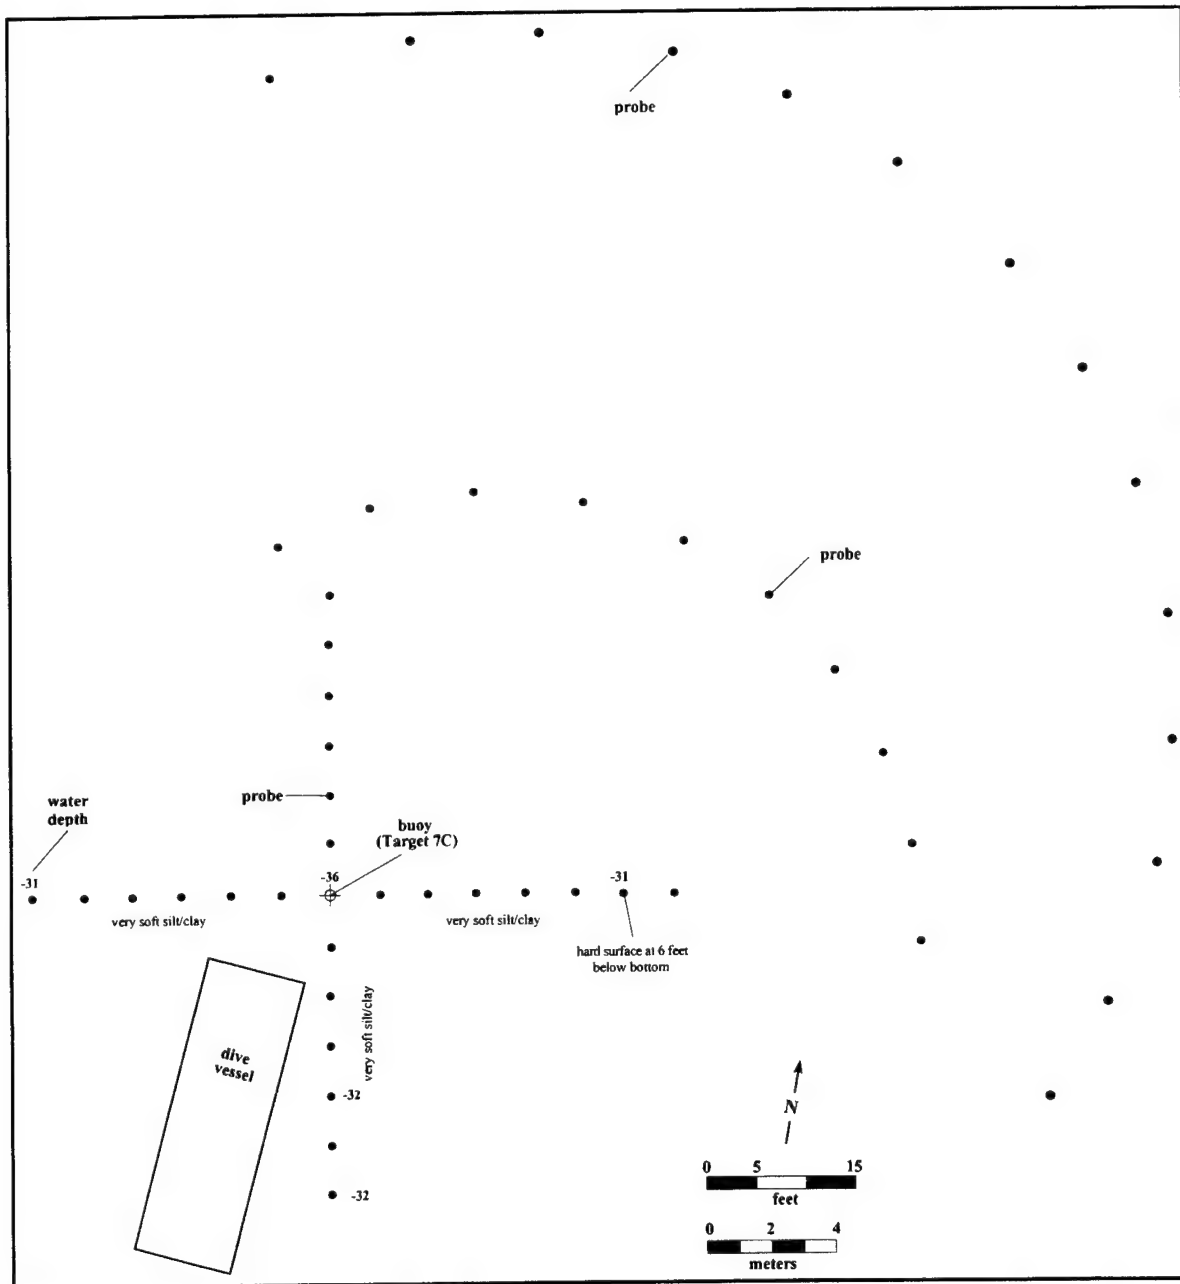 probe
probe
probe
water
depth
buoy
(Target 7C)
-31
-36
-31
very soft silt/clay
very soft silt/clay
hard surface at 6 feet
below bottom
very soft silt/clay
dive
vessel
-32
-32
N
0 5 15
feet
0 2 4
meters